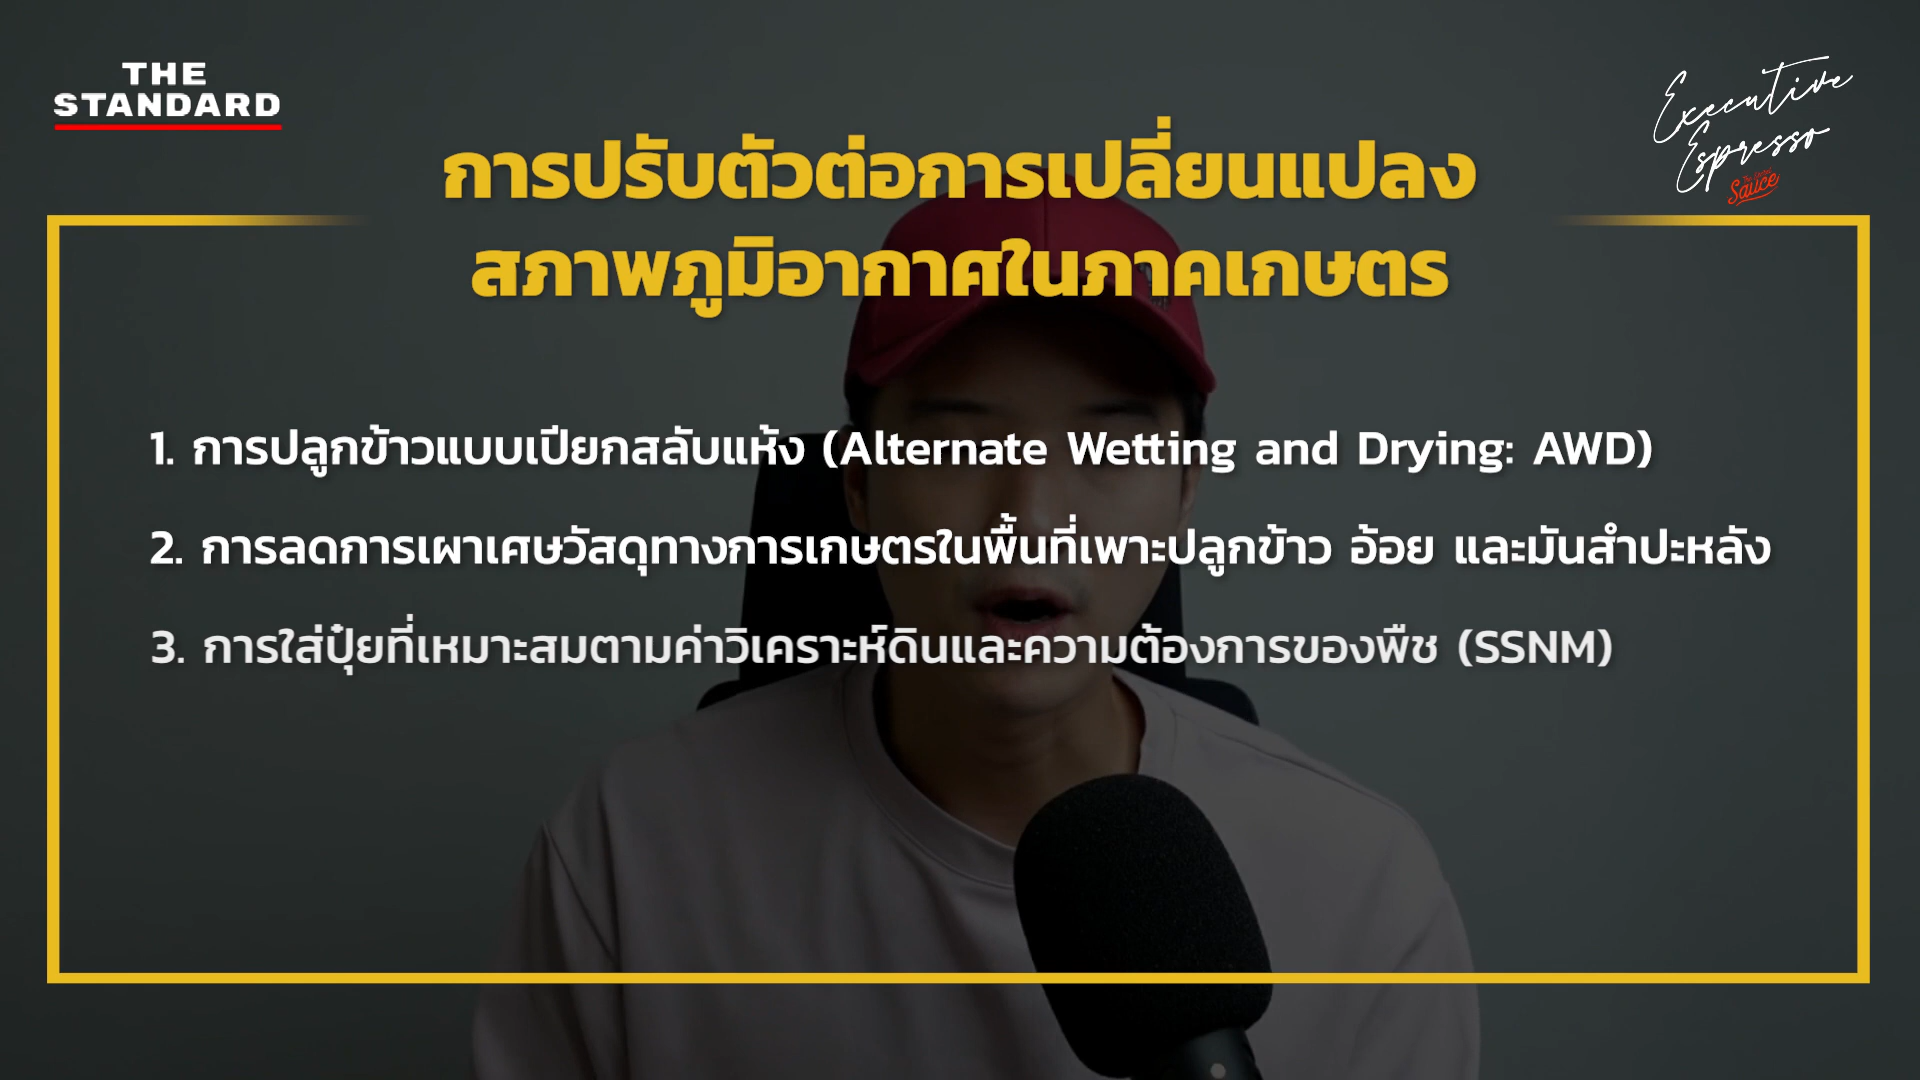 THE
STANDARD
Executive
Espresso
The Secret
Sauce
การปรับตัวต่อการเปลี่ยนแปลง
สภาพภูมิอากาศในภาคเกษตร
1. การปลูกข้าวแบบเปียกสลับแห้ง (Alternate Wetting and Drying: AWD)
2. การลดการเผาเศษวัสดุทางการเกษตรในพื้นที่เพาะปลูกข้าว อ้อย และมันสำปะหลัง
3. การใส่ปุ๋ยที่เหมาะสมตามค่าวิเคราะห์ดินและความต้องการของพืช (SSNM)